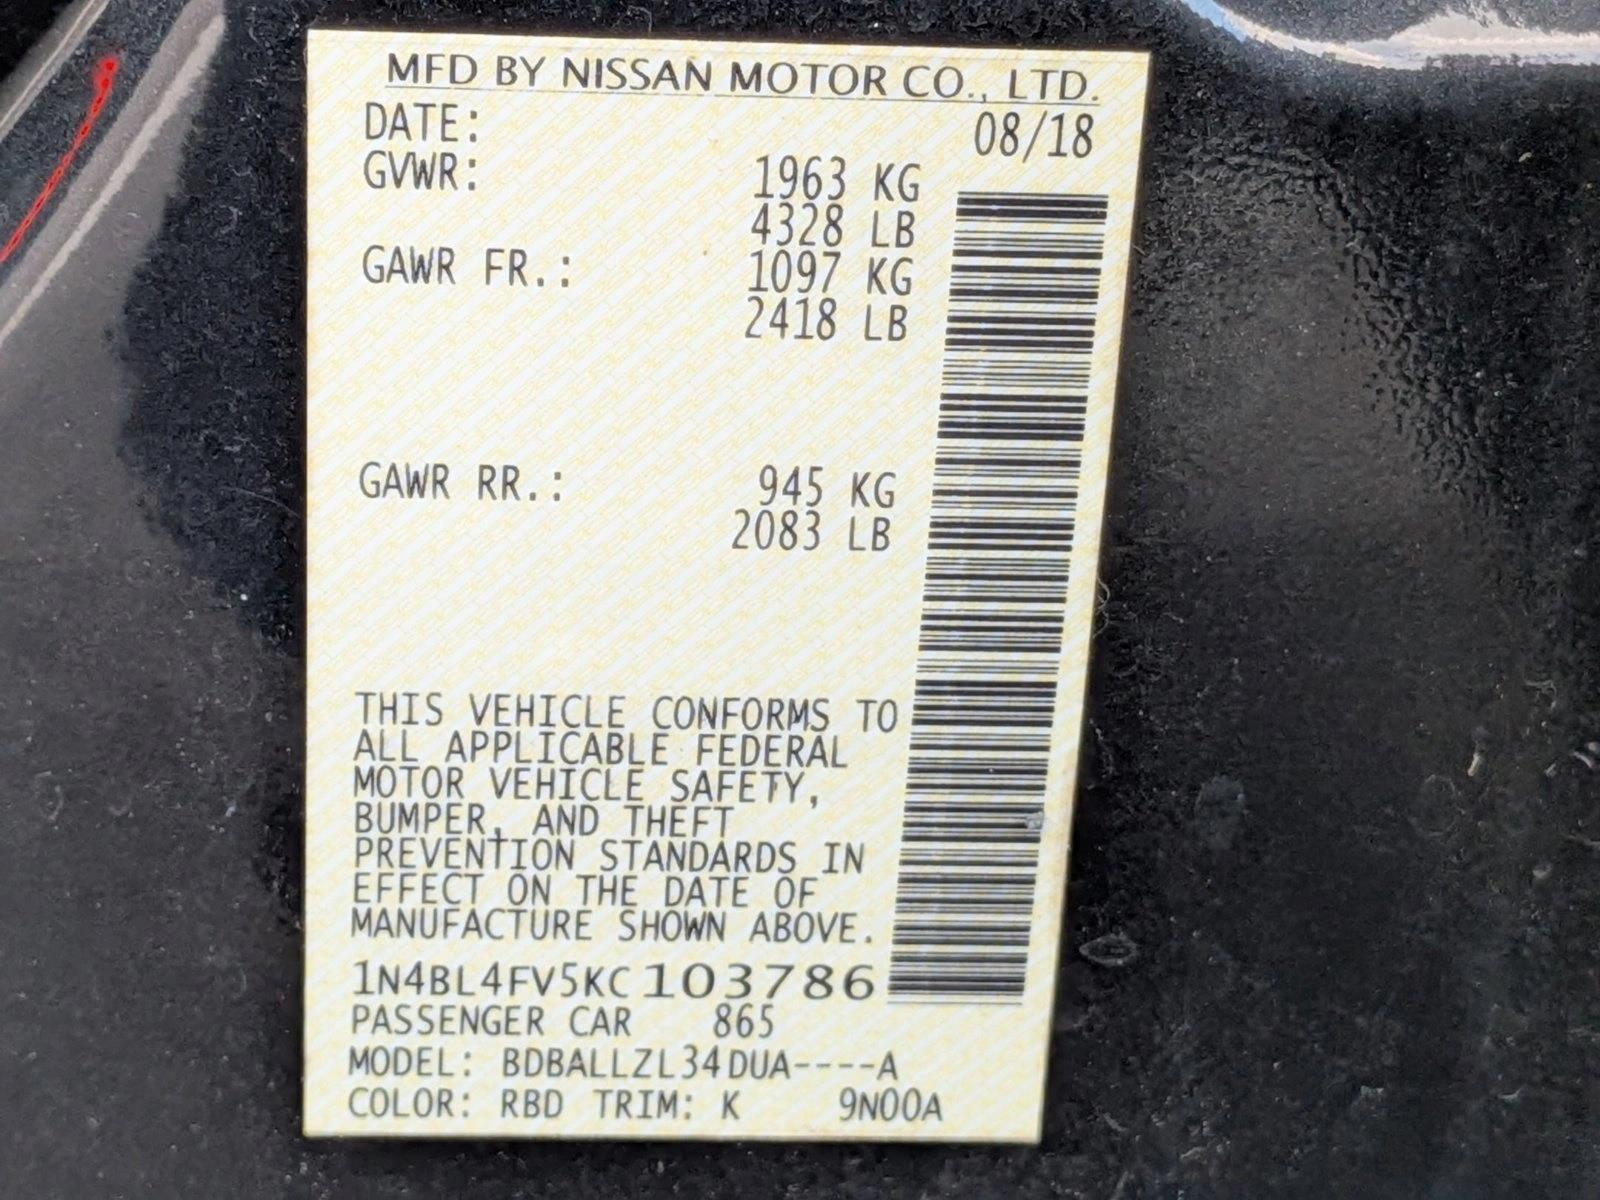 MFD BY NISSAN MOTOR CO., LTD.
DATE: 08/18
GVWR: 1963 KG
4328 LB
GAWR FR.: 1097 KG
2418 LB
GAWR RR.: 945 KG
2083 LB
THIS VEHICLE CONFORMS TO
ALL APPLICABLE FEDERAL
MOTOR VEHICLE SAFETY,
BUMPER, AND THEFT
PREVENTION STANDARDS IN
EFFECT ON THE DATE OF
MANUFACTURE SHOWN ABOVE.
1N4BL4FV5KC103786
PASSENGER CAR 865
MODEL: BDBALLZL34DUA----A
COLOR: RBD TRIM: K 9N00A